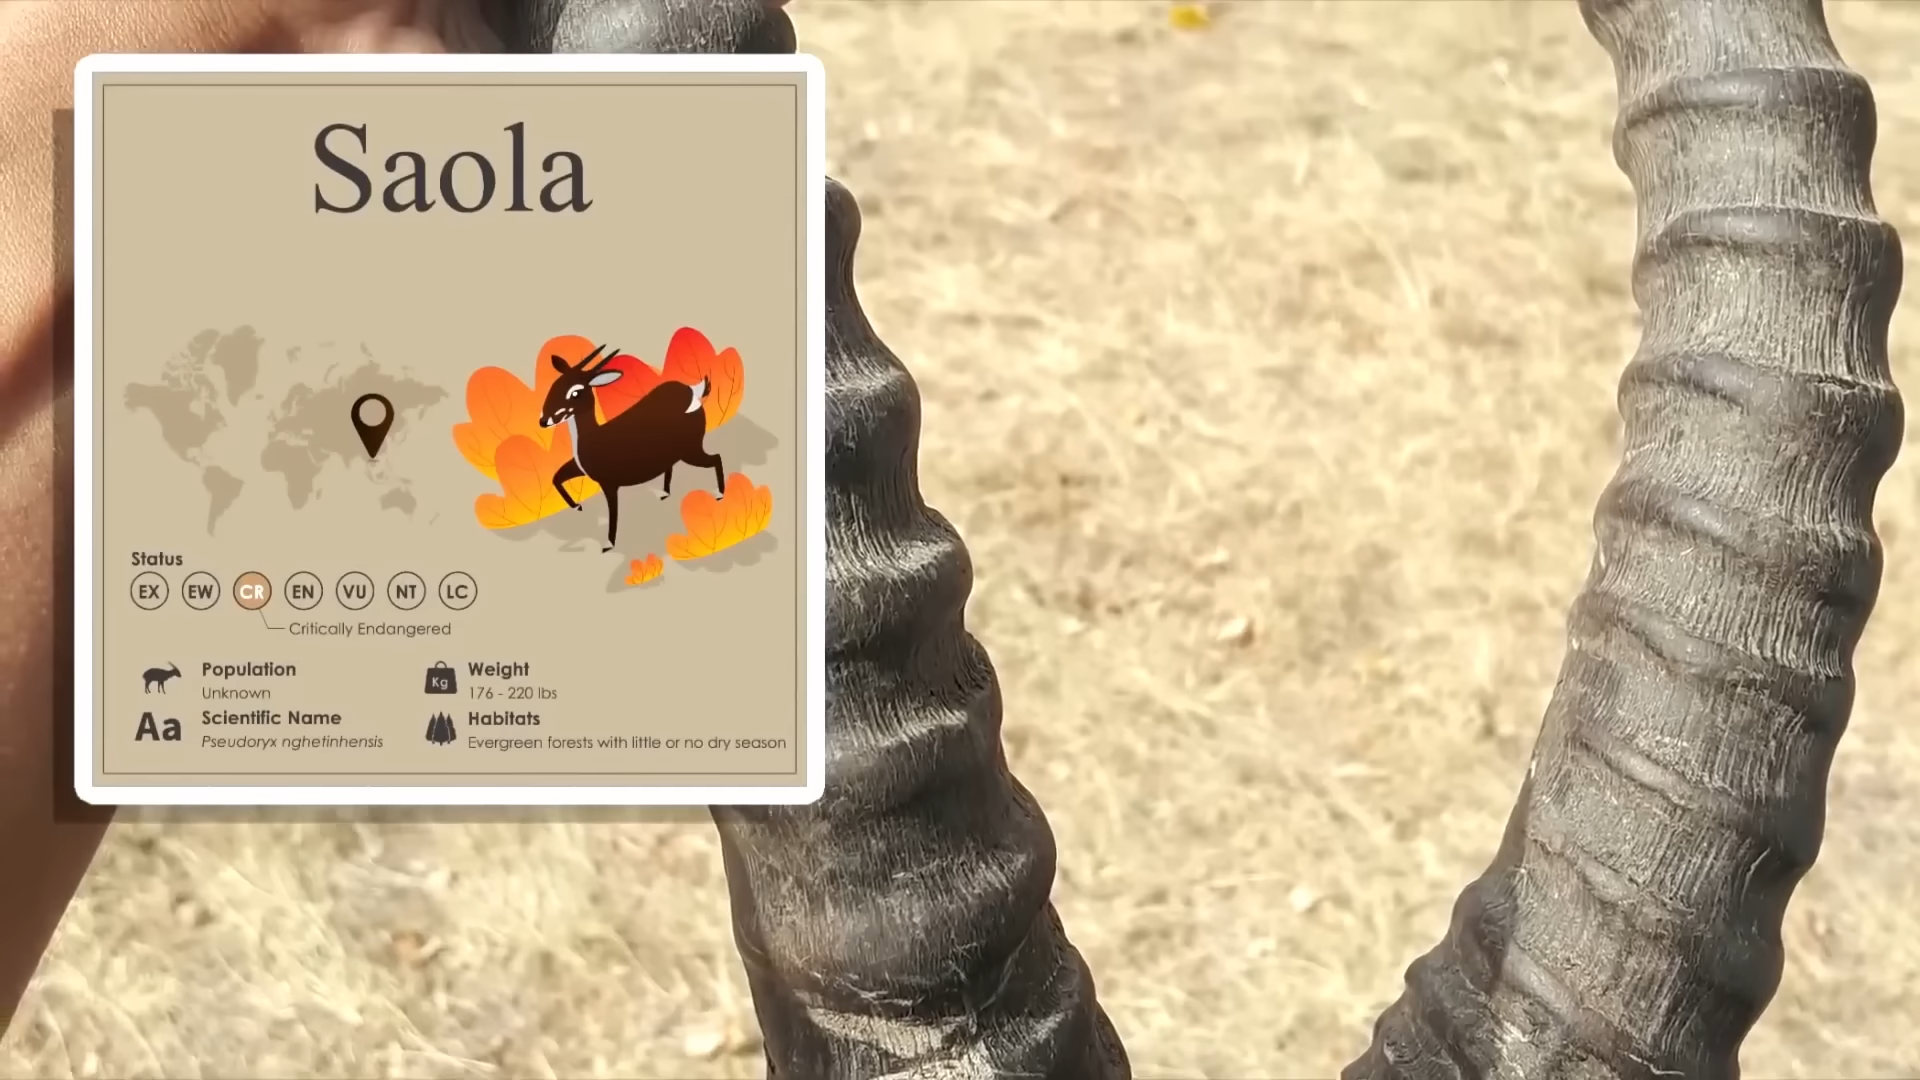 Saola
Status
EX EW CR EN VU NT LC
Critically Endangered
Population
Unknown
Weight
Kg
176 - 220 lbs
Aa
Scientific Name
Pseudoryx nghetinhensis
Habitats
Evergreen forests with little or no dry season